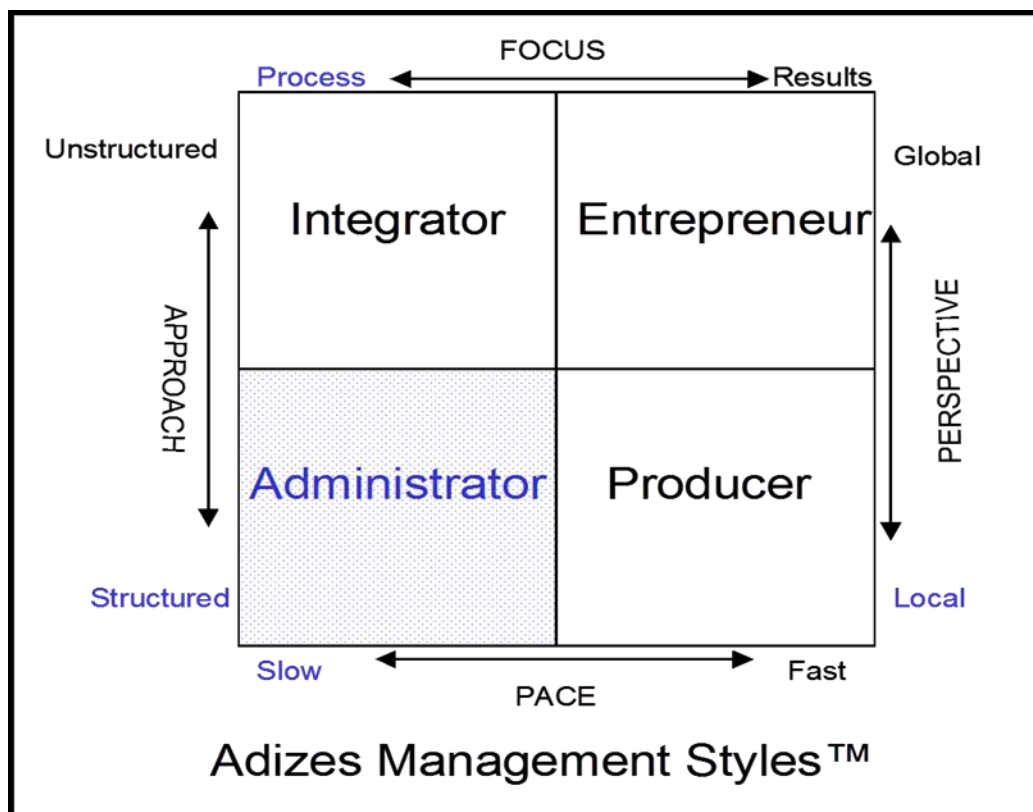 FOCUS
Process
Results
Unstructured
Global
Integrator
Entrepreneur
APPROACH
PERSPECTIVE
Administrator
Producer
Structured
Local
Slow
Fast
PACE
Adizes Management Styles™